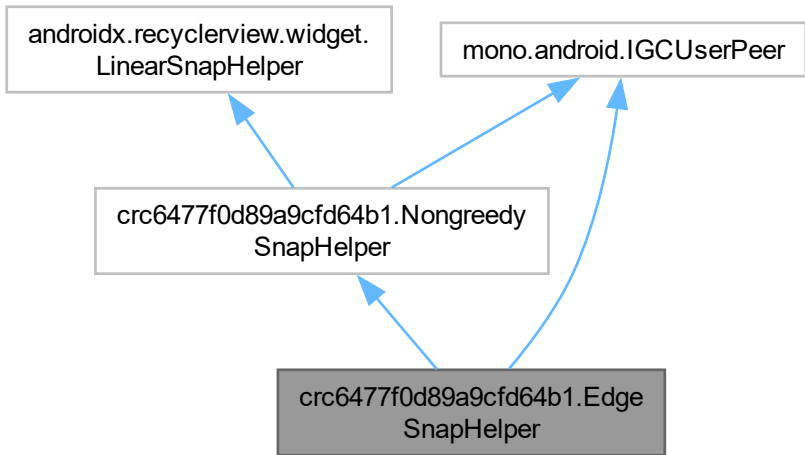 androidx.recyclerview.widget.
LinearSnapHelper
mono.android.IGCUserPeer
crc6477f0d89a9cfd64b1.Nongreedy
SnapHelper
crc6477f0d89a9cfd64b1.Edge
SnapHelper